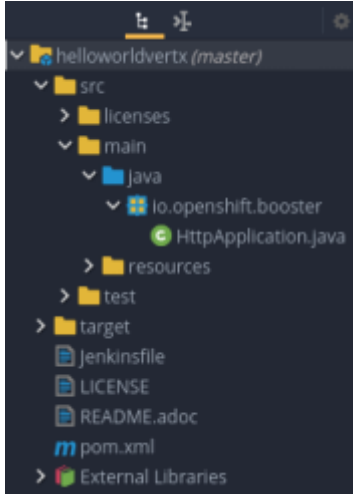 helloworldvertx (master)
src
licenses
main
java
io.openshift.booster
HttpApplication.java
resources
test
target
Jenkinsfile
LICENSE
README.adoc
pom.xml
External Libraries